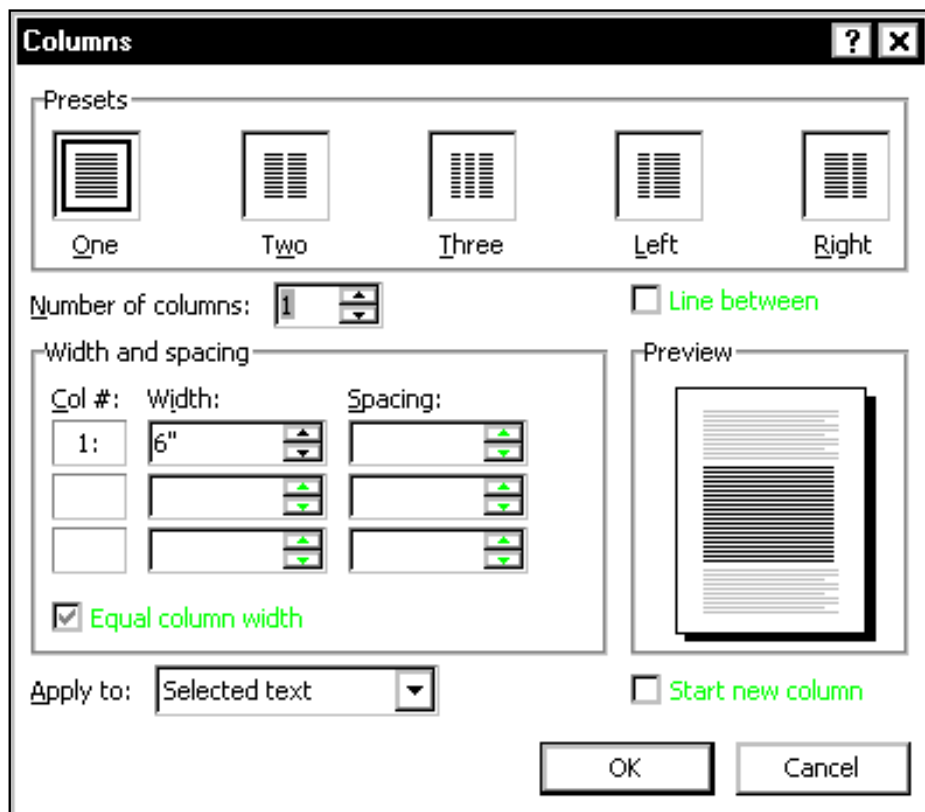 Columns
Presets
One Two Three Left Right
Number of columns: 1 Line between
Width and spacing Preview
Col #: Width: Spacing:
1: 6"
Equal column width
Apply to: Selected text Start new column
OK Cancel